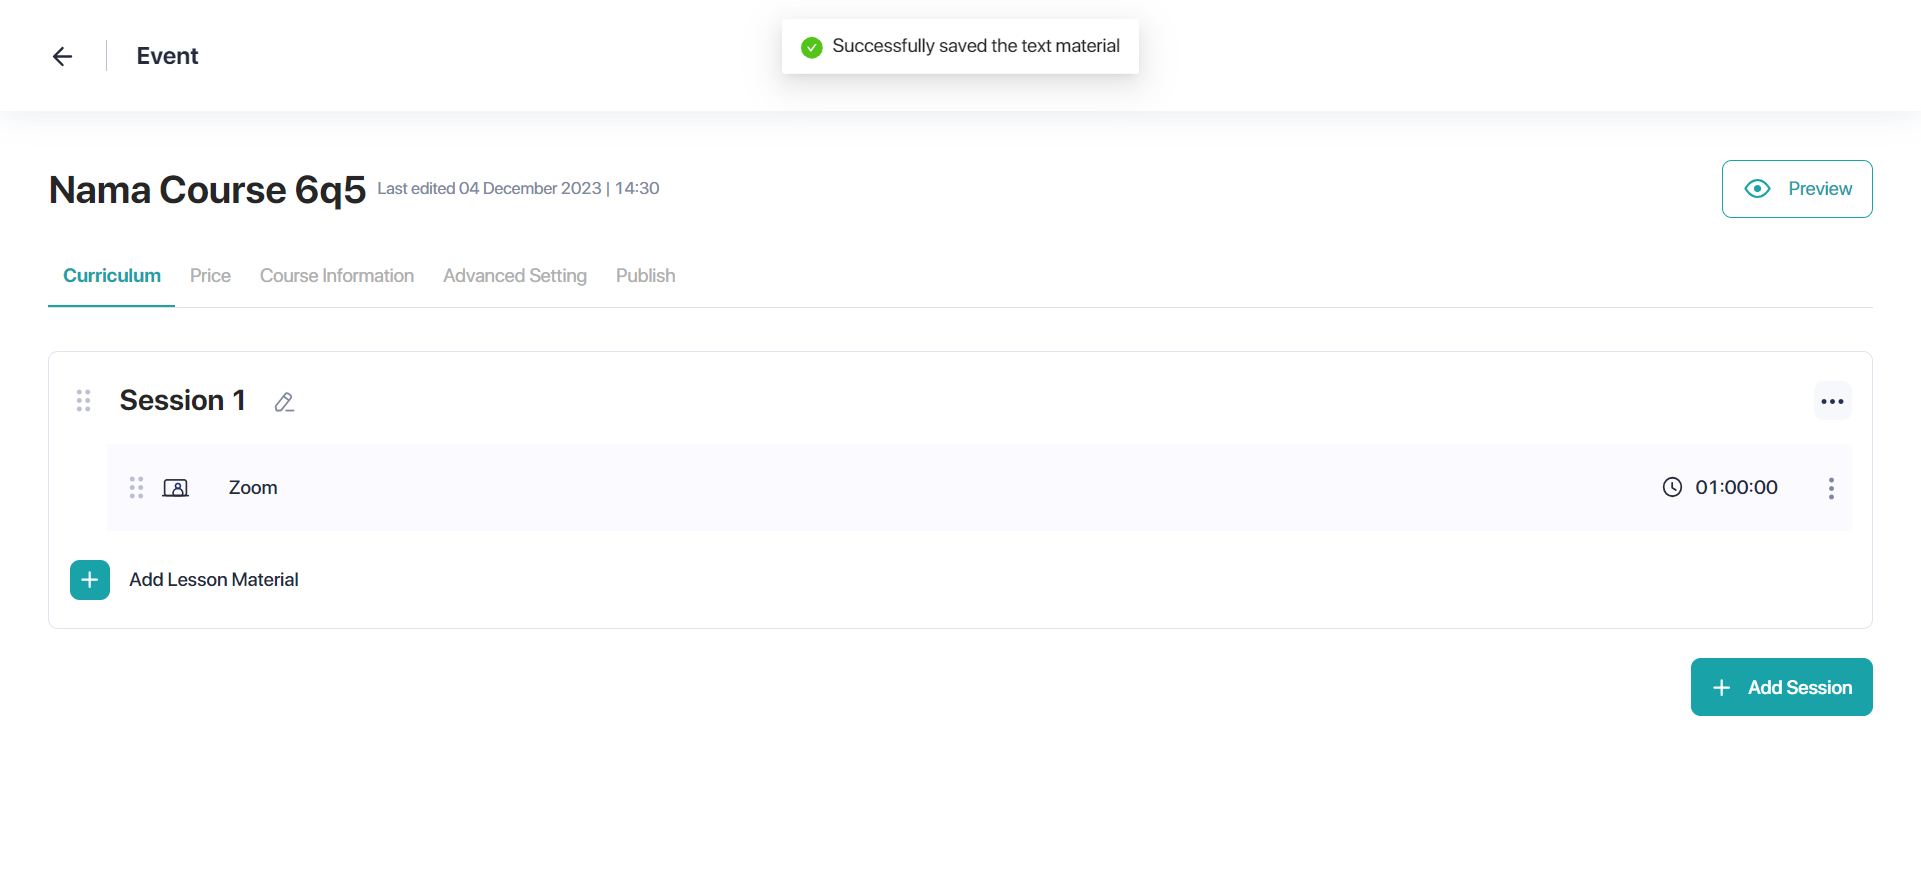 Event
Successfully saved the text material
Nama Course 6q5 Last edited 04 December 2023 | 14:30
Preview
Curriculum Price Course Information Advanced Setting Publish
Session 1
Zoom 01:00:00
Add Lesson Material
Add Session